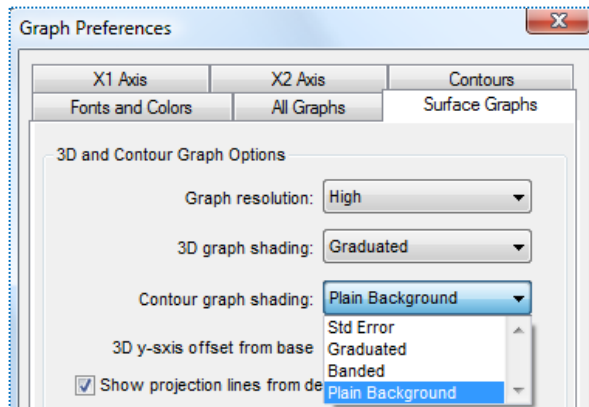 Graph Preferences
X1 Axis X2 Axis Contours
Fonts and Colors All Graphs Surface Graphs
3D and Contour Graph Options
Graph resolution: High
3D graph shading: Graduated
Contour graph shading: Plain Background
Std Error
Graduated
3D y-sxis offset from base
Banded
Show projection lines from de
Plain Background